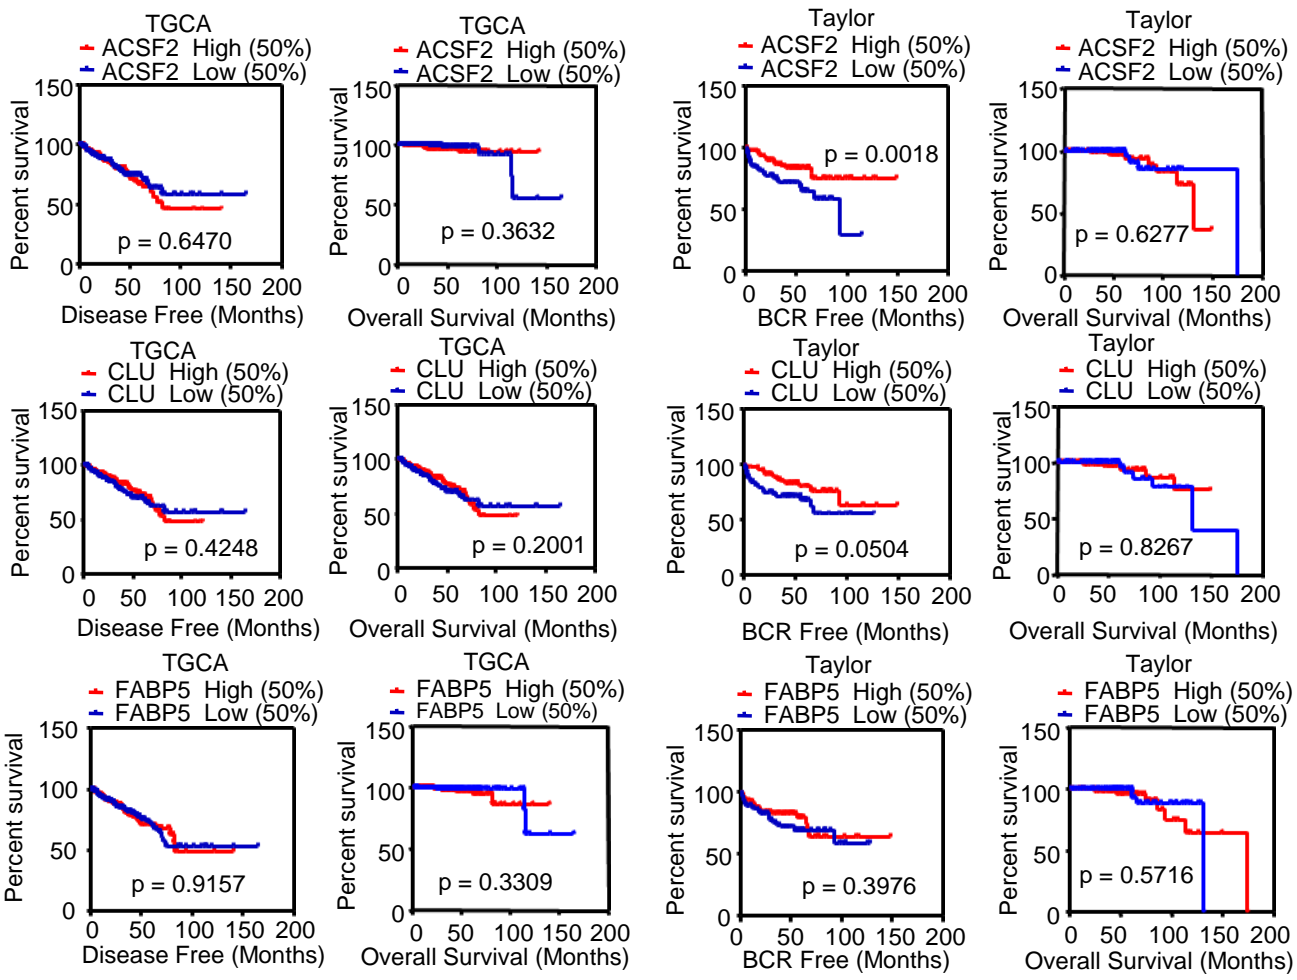 TGCA
ACSF2 High (50%)
ACSF2 Low (50%)
Percent survival
150
100
50
0
p = 0.6470
0 50 100 150 200
Disease Free (Months)
TGCA
ACSF2 High (50%)
ACSF2 Low (50%)
Percent survival
150
100
50
0
p = 0.3632
0 50 100 150 200
Overall Survival (Months)
Taylor
ACSF2 High (50%)
ACSF2 Low (50%)
Percent survival
150
100
50
0
p = 0.0018
0 50 100 150 200
BCR Free (Months)
Taylor
ACSF2 High (50%)
ACSF2 Low (50%)
Percent survival
150
100
50
0
p = 0.6277
0 50 100 150 200
Overall Survival (Months)
TGCA
CLU High (50%)
CLU Low (50%)
Percent survival
150
100
50
0
p = 0.4248
0 50 100 150 200
Disease Free (Months)
TGCA
CLU High (50%)
CLU Low (50%)
Percent survival
150
100
50
0
p = 0.2001
0 50 100 150 200
Overall Survival (Months)
Taylor
CLU High (50%)
CLU Low (50%)
Percent survival
150
100
50
0
p = 0.0504
0 50 100 150 200
BCR Free (Months)
Taylor
CLU High (50%)
CLU Low (50%)
Percent survival
150
100
50
0
p = 0.8267
0 50 100 150 200
Overall Survival (Months)
TGCA
FABP5 High (50%)
FABP5 Low (50%)
Percent survival
150
100
50
0
p = 0.9157
0 50 100 150 200
Disease Free (Months)
TGCA
FABP5 High (50%)
FABP5 Low (50%)
Percent survival
150
100
50
0
p = 0.3309
0 50 100 150 200
Overall Survival (Months)
Taylor
FABP5 High (50%)
FABP5 Low (50%)
Percent survival
150
100
50
0
p = 0.3976
0 50 100 150 200
BCR Free (Months)
Taylor
FABP5 High (50%)
FABP5 Low (50%)
Percent survival
150
100
50
0
p = 0.5716
0 50 100 150 200
Overall Survival (Months)